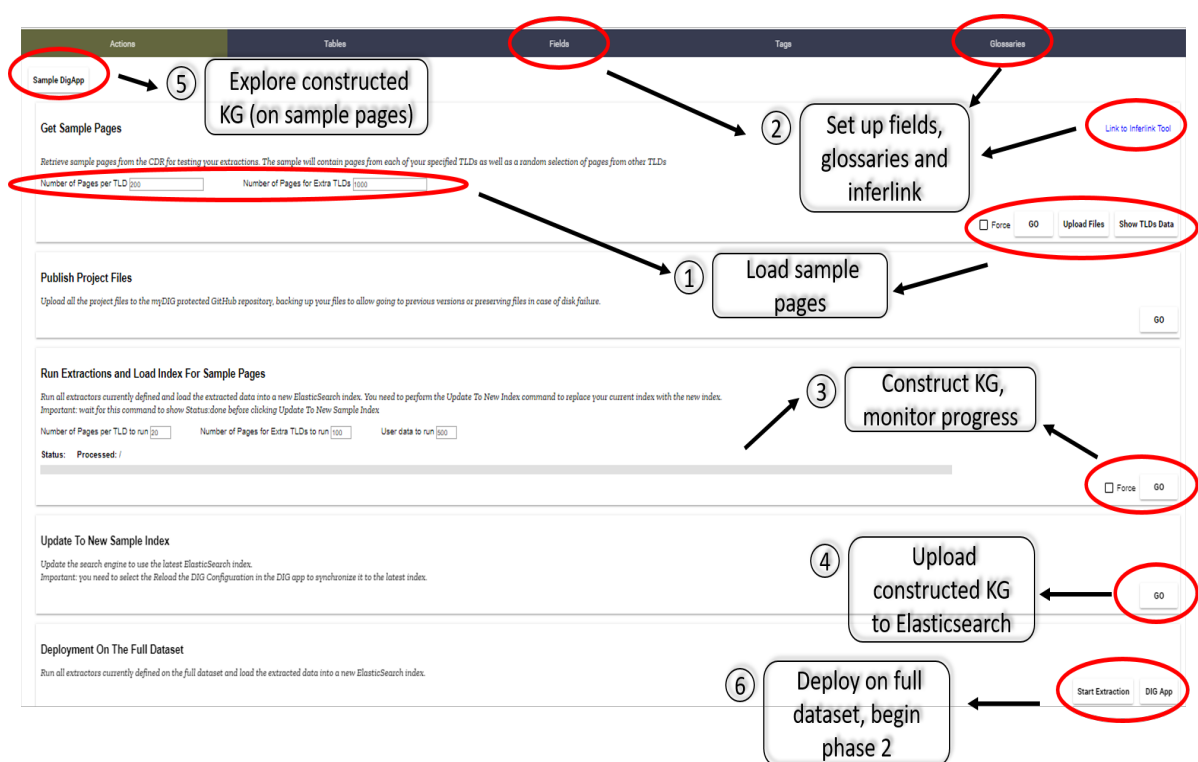 Actions Tables Fields Tags Glossaries
Sample DigApp
5 Explore constructed
KG (on sample pages)
2 Set up fields,
glossaries and
inferlink
Get Sample Pages
Link to Inferlink Tool
Retrieve sample pages from the CDR for testing your extractions. The sample will contain pages from each of your specified TLDs as well as a random selection of pages from other TLDs
Number of Pages per TLD 200 Number of Pages for Extra TLDs 1000
Force GO Upload Files Show TLDs Data
1 Load sample
pages
Publish Project Files
Upload all the project files to the myDIG protected GitHub repository, backing up your files to allow going to previous versions or preserving files in case of disk failure.
GO
Run Extractions and Load Index For Sample Pages
Run all extractors currently defined and load the extracted data into a new ElasticSearch index. You need to perform the Update To New Index command to replace your current index with the new index.
Important: wait for this command to show Status:done before clicking Update To New Sample Index
3 Construct KG,
monitor progress
Number of Pages per TLD to run 20 Number of Pages for Extra TLDs to run 100 User data to run 500
Status: Processed: /
Force GO
Update To New Sample Index
Update the search engine to use the latest ElasticSearch index.
Important: you need to select the Reload the DIG Configuration in the DIG app to synchronize it to the latest index.
4 Upload
constructed KG
to Elasticsearch
GO
Deployment On The Full Dataset
Run all extractors currently defined on the full dataset and load the extracted data into a new ElasticSearch index.
6 Deploy on full
dataset, begin
phase 2
Start Extraction DIG App